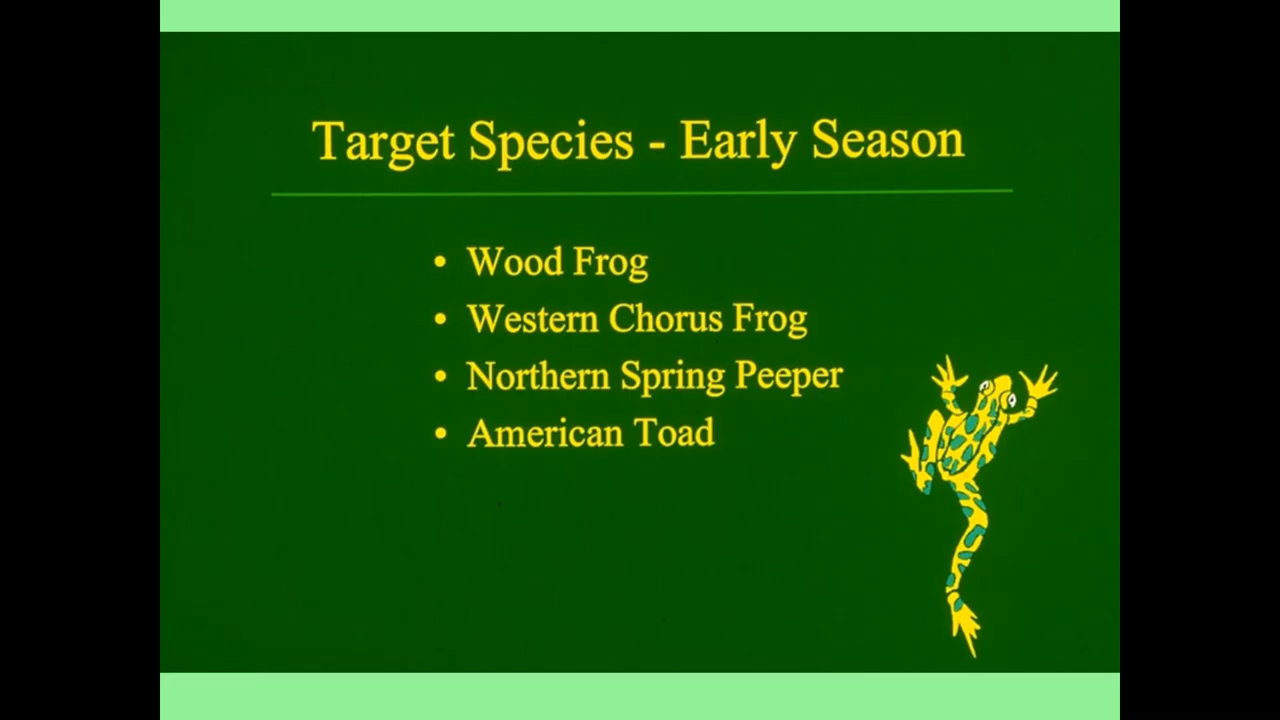 Target Species - Early Season
• Wood Frog
• Western Chorus Frog
• Northern Spring Peeper
• American Toad